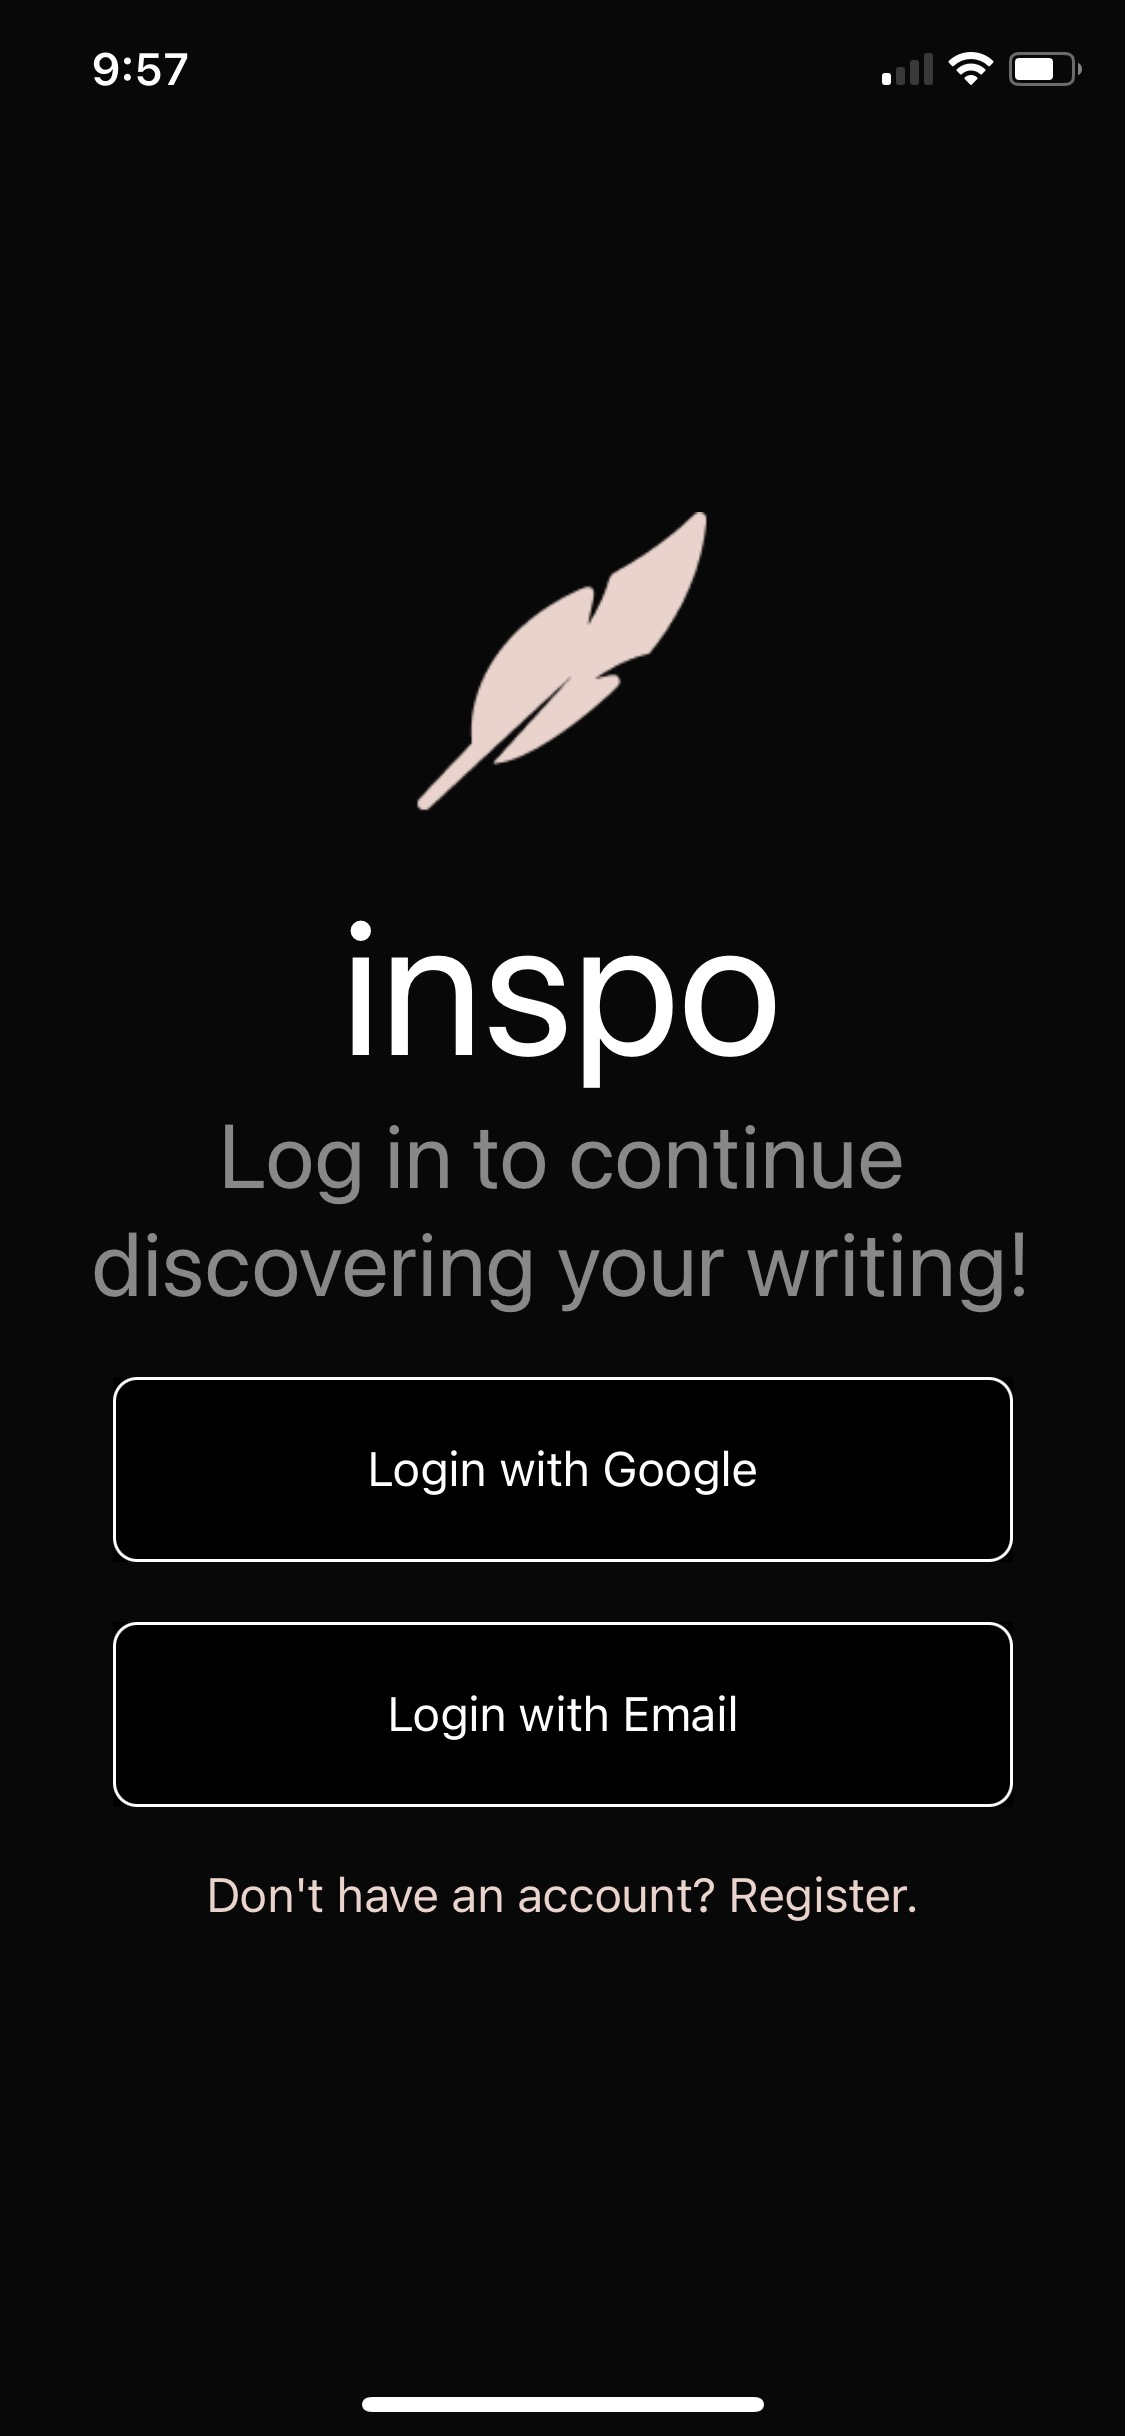 9:57
inspo
Log in to continue
discovering your writing!
Login with Google
Login with Email
Don't have an account? Register.